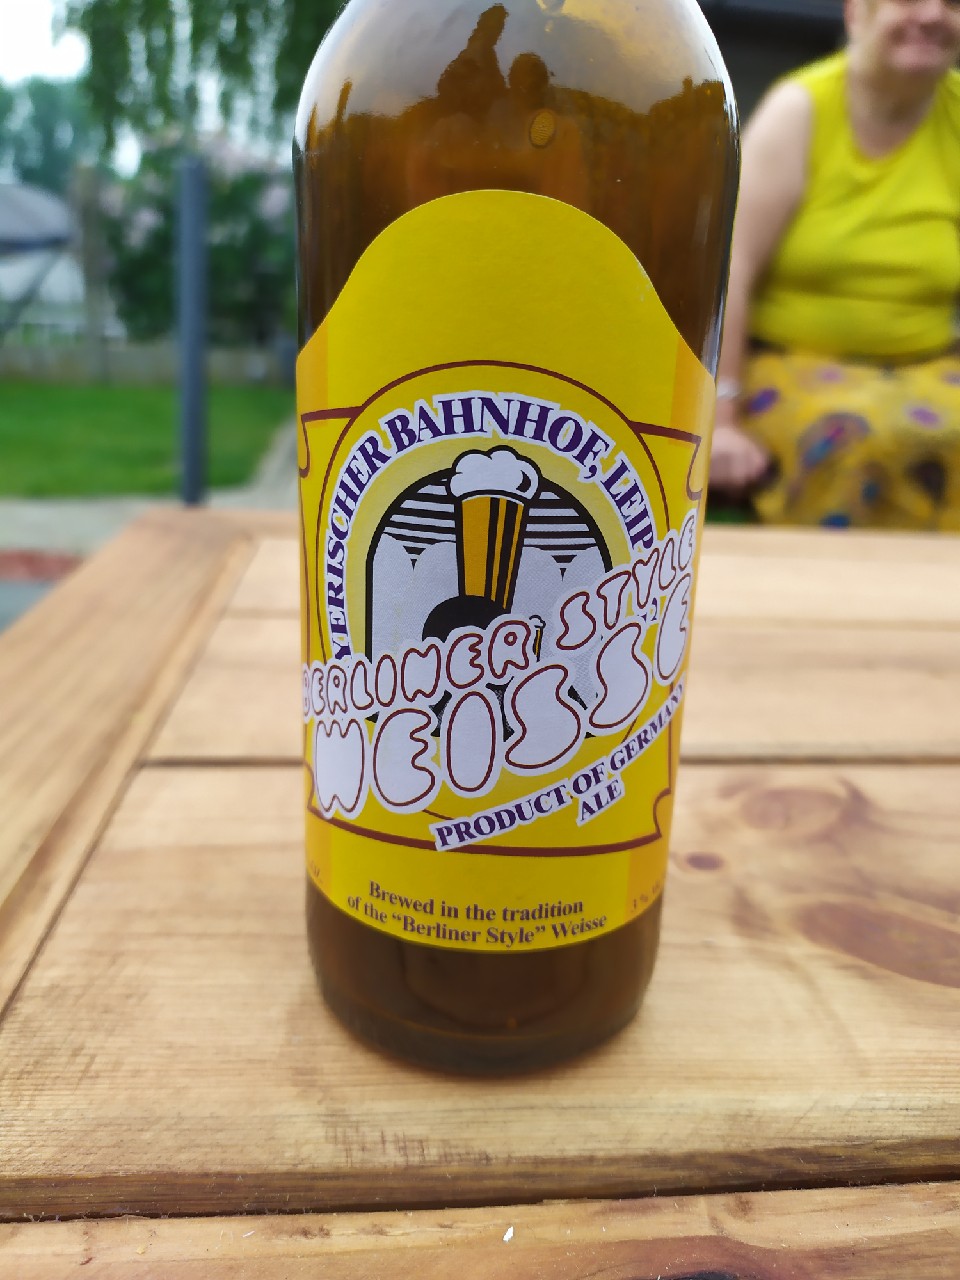 YERISCHER BAHNHOF, LEIP
BERLINER STYLE
WEISSE
PRODUCT OF GERMANY
ALE
Brewed in the tradition
of the "Berliner Style" Weisse
3 %